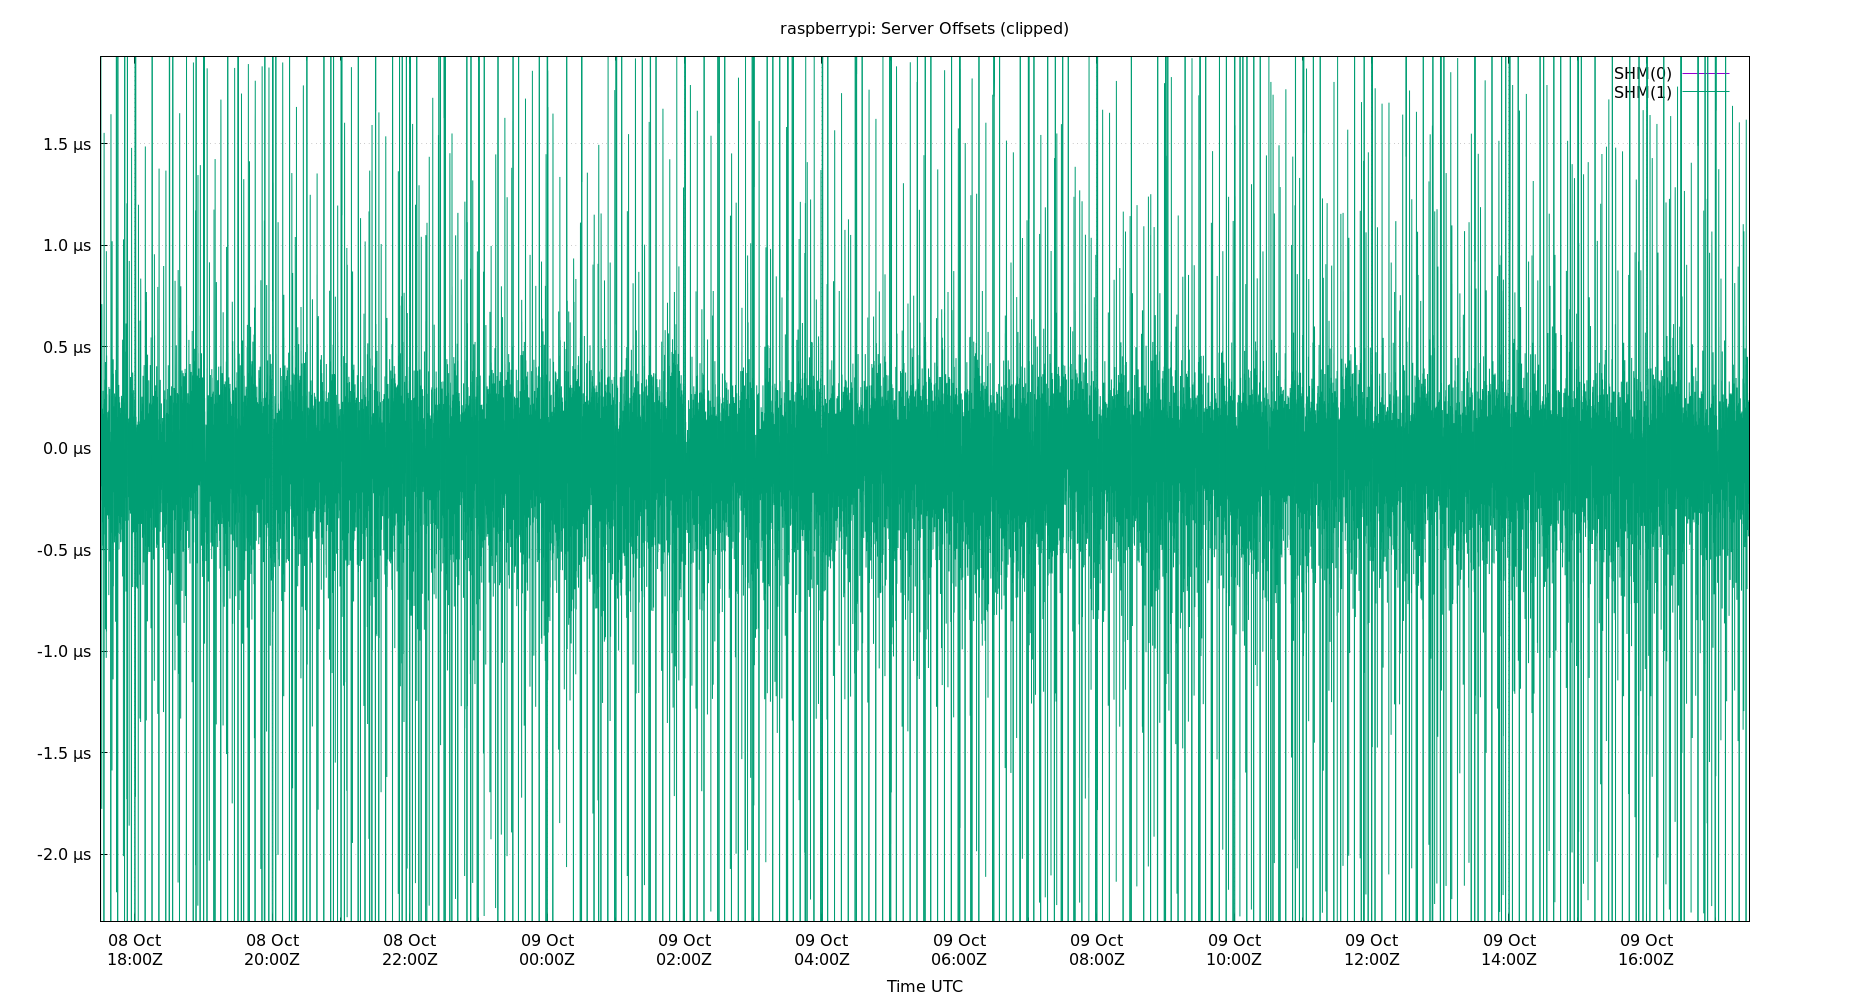 raspberrypi: Server Offsets (clipped)
SHM(0)
SHM(1)
1.5 µs
1.0 µs
0.5 µs
0.0 µs
-0.5 µs
-1.0 µs
-1.5 µs
-2.0 µs
08 Oct 08 Oct 08 Oct 09 Oct 09 Oct 09 Oct 09 Oct 09 Oct 09 Oct 09 Oct 09 Oct 09 Oct
18:00Z 20:00Z 22:00Z 00:00Z 02:00Z 04:00Z 06:00Z 08:00Z 10:00Z 12:00Z 14:00Z 16:00Z
Time UTC